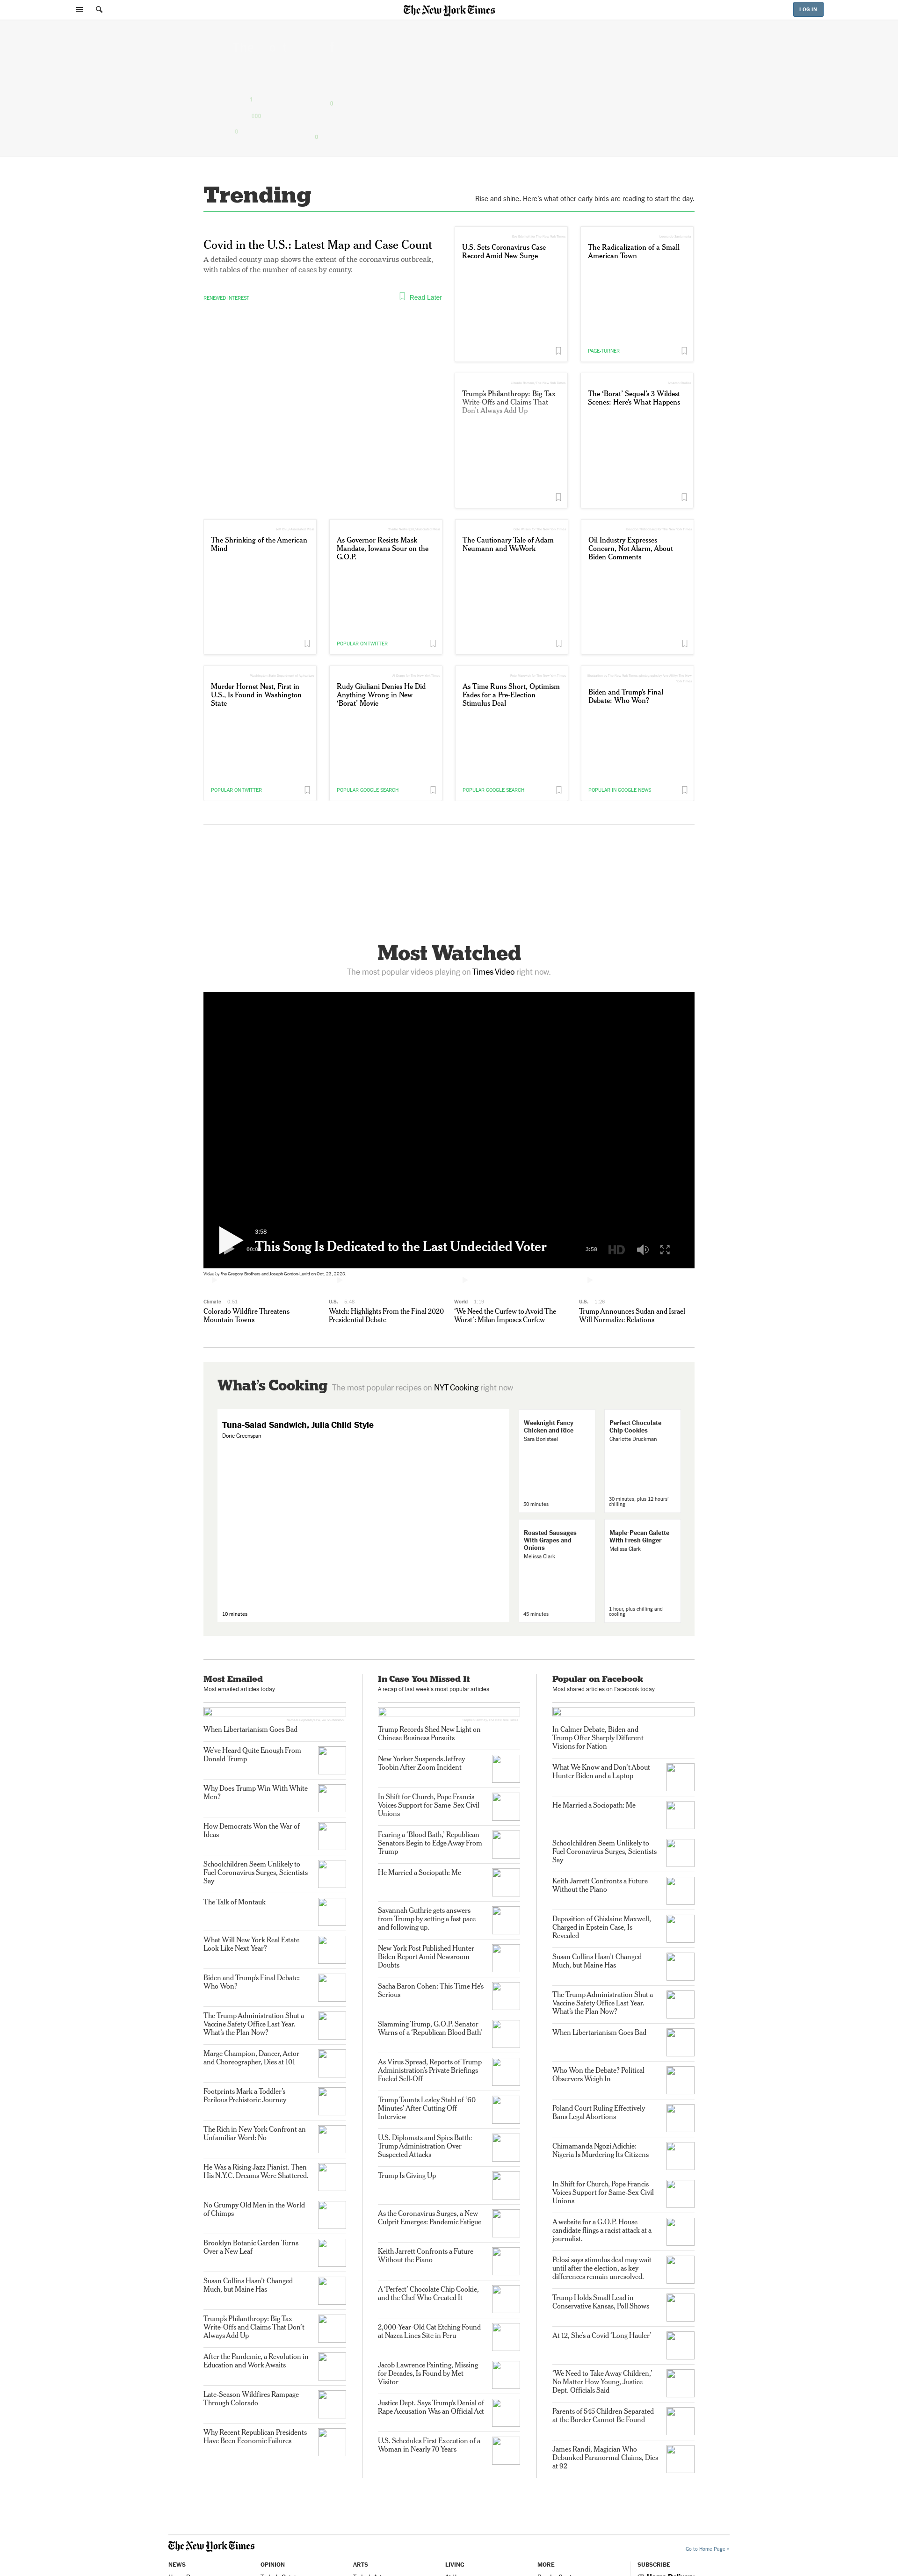 The New York Times
LOG IN
Trending
Rise and shine. Here's what other early birds are reading to start the day.
Covid in the U.S.: Latest Map and Case Count
A detailed county map shows the extent of the coronavirus outbreak,
with tables of the number of cases by county.
RENEWED INTEREST
Read Later
U.S. Sets Coronavirus Case
Record Amid New Surge
The Radicalization of a Small
American Town
PAGE-TURNER
Trump's Philanthropy: Big Tax
Write-Offs and Claims That
Don't Always Add Up
The ‘Borat’ Sequel's 3 Wildest
Scenes: Here's What Happens
The Shrinking of the American
Mind
As Governor Resists Mask
Mandate, Iowans Sour on the
G.O.P.
POPULAR ON TWITTER
The Cautionary Tale of Adam
Neumann and WeWork
Oil Industry Expresses
Concern, Not Alarm, About
Biden Comments
Murder Hornet Nest, First in
U.S., Is Found in Washington
State
POPULAR ON TWITTER
Rudy Giuliani Denies He Did
Anything Wrong in New
‘Borat’ Movie
POPULAR GOOGLE SEARCH
As Time Runs Short, Optimism
Fades for a Pre-Election
Stimulus Deal
POPULAR GOOGLE SEARCH
Biden and Trump's Final
Debate: Who Won?
POPULAR IN GOOGLE NEWS
Most Watched
The most popular videos playing on Times Video right now.
3:58
This Song Is Dedicated to the Last Undecided Voter
3:58
HD
Video by the Gregory Brothers and Joseph Gordon-Levitt on Oct. 23, 2020.
Climate 0:51
Colorado Wildfire Threatens
Mountain Towns
U.S. 5:48
Watch: Highlights From the Final 2020
Presidential Debate
World 1:18
‘We Need the Curfew to Avoid The
Worst’: Milan Imposes Curfew
U.S. 1:26
Trump Announces Sudan and Israel
Will Normalize Relations
What's Cooking The most popular recipes on NYT Cooking right now
Tuna-Salad Sandwich, Julia Child Style
Dorie Greenspan
10 minutes
Weeknight Fancy
Chicken and Rice
Sara Bonisteel
50 minutes
Perfect Chocolate
Chip Cookies
Charlotte Druckman
30 minutes, plus 12 hours'
chilling
Roasted Sausages
With Grapes and
Onions
Melissa Clark
45 minutes
Maple-Pecan Galette
With Fresh Ginger
Melissa Clark
1 hour, plus chilling and
cooling
Most Emailed
Most emailed articles today
When Libertarianism Goes Bad
We've Heard Quite Enough From
Donald Trump
Why Does Trump Win With White
Men?
How Democrats Won the War of
Ideas
Schoolchildren Seem Unlikely to
Fuel Coronavirus Surges, Scientists
Say
The Talk of Montauk
What Will New York Real Estate
Look Like Next Year?
Biden and Trump's Final Debate:
Who Won?
The Trump Administration Shut a
Vaccine Safety Office Last Year.
What's the Plan Now?
Marge Champion, Dancer, Actor
and Choreographer, Dies at 101
Footprints Mark a Toddler's
Perilous Prehistoric Journey
The Rich in New York Confront an
Unfamiliar Word: No
He Was a Rising Jazz Pianist. Then
His N.Y.C. Dreams Were Shattered.
No Grumpy Old Men in the World
of Chimps
Brooklyn Botanic Garden Turns
Over a New Leaf
Susan Collins Hasn't Changed
Much, but Maine Has
Trump's Philanthropy: Big Tax
Write-Offs and Claims That Don't
Always Add Up
After the Pandemic, a Revolution in
Education and Work Awaits
Late-Season Wildfires Rampage
Through Colorado
Why Recent Republican Presidents
Have Been Economic Failures
In Case You Missed It
A recap of last week's most popular articles
Trump Records Shed New Light on
Chinese Business Pursuits
New Yorker Suspends Jeffrey
Toobin After Zoom Incident
In Shift for Church, Pope Francis
Voices Support for Same-Sex Civil
Unions
Fearing a ‘Blood Bath,’ Republican
Senators Begin to Edge Away From
Trump
He Married a Sociopath: Me
Savannah Guthrie gets answers
from Trump by setting a fast pace
and following up.
New York Post Published Hunter
Biden Report Amid Newsroom
Doubts
Sacha Baron Cohen: This Time He's
Serious
Slamming Trump, G.O.P. Senator
Warns of a ‘Republican Blood Bath’
As Virus Spread, Reports of Trump
Administration's Private Briefings
Fueled Sell-Off
Trump Taunts Lesley Stahl of ‘60
Minutes’ After Cutting Off
Interview
U.S. Diplomats and Spies Battle
Trump Administration Over
Suspected Attacks
Trump Is Giving Up
As the Coronavirus Surges, a New
Culprit Emerges: Pandemic Fatigue
Keith Jarrett Confronts a Future
Without the Piano
A ‘Perfect’ Chocolate Chip Cookie,
and the Chef Who Created It
2,000-Year-Old Cat Etching Found
at Nazca Lines Site in Peru
Jacob Lawrence Painting, Missing
for Decades, Is Found by Met
Visitor
Justice Dept. Says Trump's Denial of
Rape Accusation Was an Official Act
U.S. Schedules First Execution of a
Woman in Nearly 70 Years
Popular on Facebook
Most shared articles on Facebook today
In Calmer Debate, Biden and
Trump Offer Sharply Different
Visions for Nation
What We Know and Don't About
Hunter Biden and a Laptop
He Married a Sociopath: Me
Schoolchildren Seem Unlikely to
Fuel Coronavirus Surges, Scientists
Say
Keith Jarrett Confronts a Future
Without the Piano
Deposition of Ghislaine Maxwell,
Charged in Epstein Case, Is
Revealed
Susan Collins Hasn't Changed
Much, but Maine Has
The Trump Administration Shut a
Vaccine Safety Office Last Year.
What's the Plan Now?
When Libertarianism Goes Bad
Who Won the Debate? Political
Observers Weigh In
Poland Court Ruling Effectively
Bans Legal Abortions
Chimamanda Ngozi Adichie:
Nigeria Is Murdering Its Citizens
In Shift for Church, Pope Francis
Voices Support for Same-Sex Civil
Unions
A website for a G.O.P. House
candidate flings a racist attack at a
journalist.
Pelosi says stimulus deal may wait
until after the election, as key
differences remain unresolved.
Trump Holds Small Lead in
Conservative Kansas, Poll Shows
At 12, She's a Covid ‘Long Hauler’
‘We Need to Take Away Children,’
No Matter How Young, Justice
Dept. Officials Said
Parents of 545 Children Separated
at the Border Cannot Be Found
James Randi, Magician Who
Debunked Paranormal Claims, Dies
at 92
The New York Times
Go to Home Page »
NEWS
OPINION
ARTS
LIVING
MORE
SUBSCRIBE